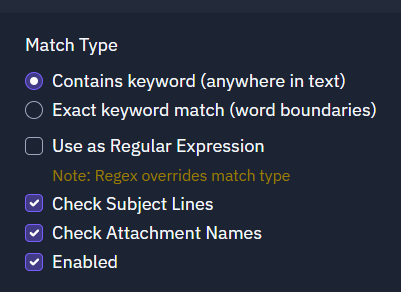 Match Type
Contains keyword (anywhere in text)
Exact keyword match (word boundaries)
Use as Regular Expression
Note: Regex overrides match type
Check Subject Lines
Check Attachment Names
Enabled